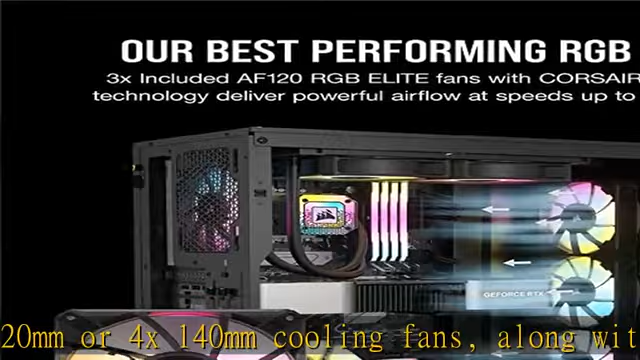 OUR BEST PERFORMING RGB
3x Included AF120 RGB ELITE fans with CORSAIR
technology deliver powerful airflow at speeds up to
GEFORCE RTX
20mm or 4x 140mm cooling fans, along wit